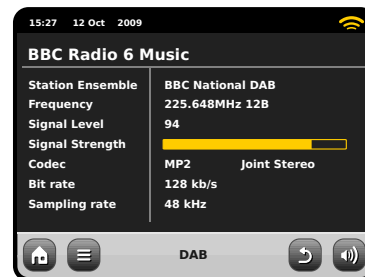 15:27 12 Oct 2009
BBC Radio 6 Music
Station Ensemble BBC National DAB
Frequency 225.648MHz 12B
Signal Level 94
Signal Strength
Codec MP2 Joint Stereo
Bit rate 128 kb/s
Sampling rate 48 kHz
DAB